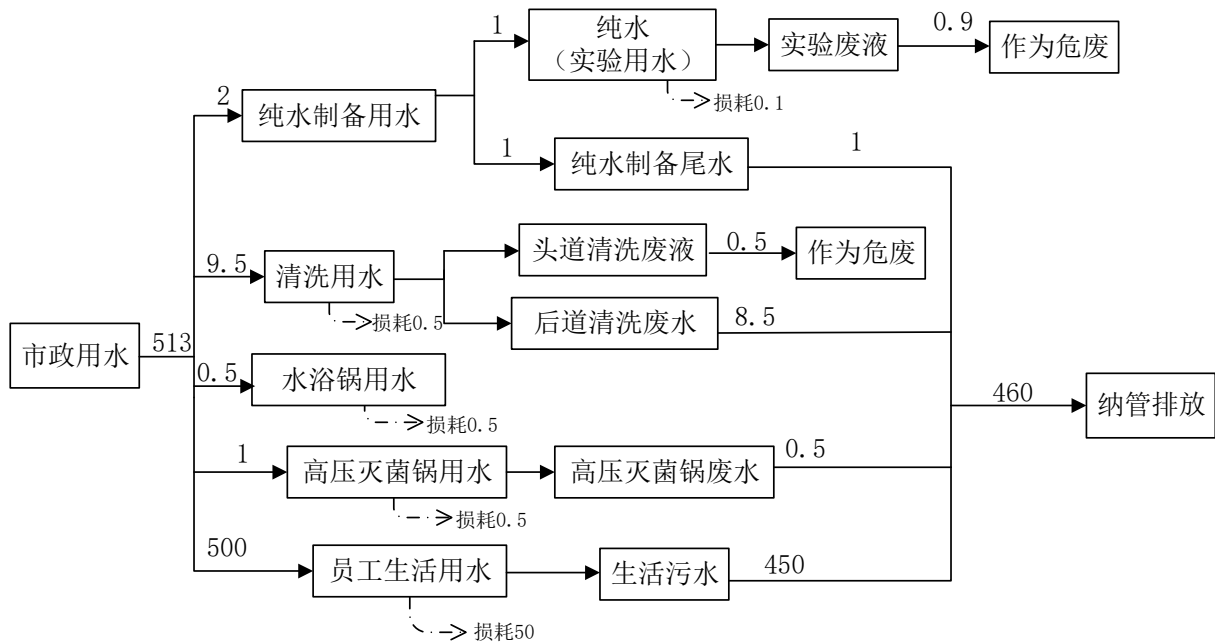 1
纯水
（实验用水）
实验废液
0.9
作为危废
损耗0.1
2
纯水制备用水
1
纯水制备尾水
1
9.5
清洗用水
损耗0.5
头道清洗废液
0.5
作为危废
后道清洗废水
8.5
市政用水
513
0.5
水浴锅用水
损耗0.5
460
纳管排放
1
高压灭菌锅用水
损耗0.5
高压灭菌锅废水
0.5
500
员工生活用水
损耗50
生活污水
450